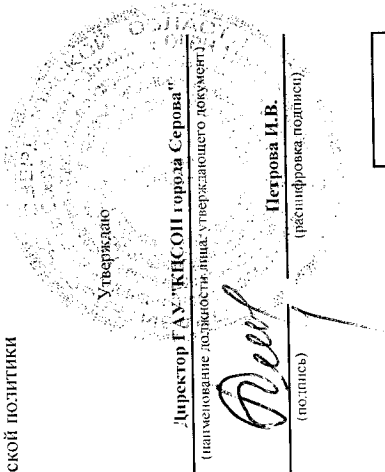 ской политики
Утверждаю
Директор ГАУ "КЦСОН города Серова"
(наименование должности лица, утверждающего документ)
Петрова И.В.
(подпись) (расшифровка подписи)